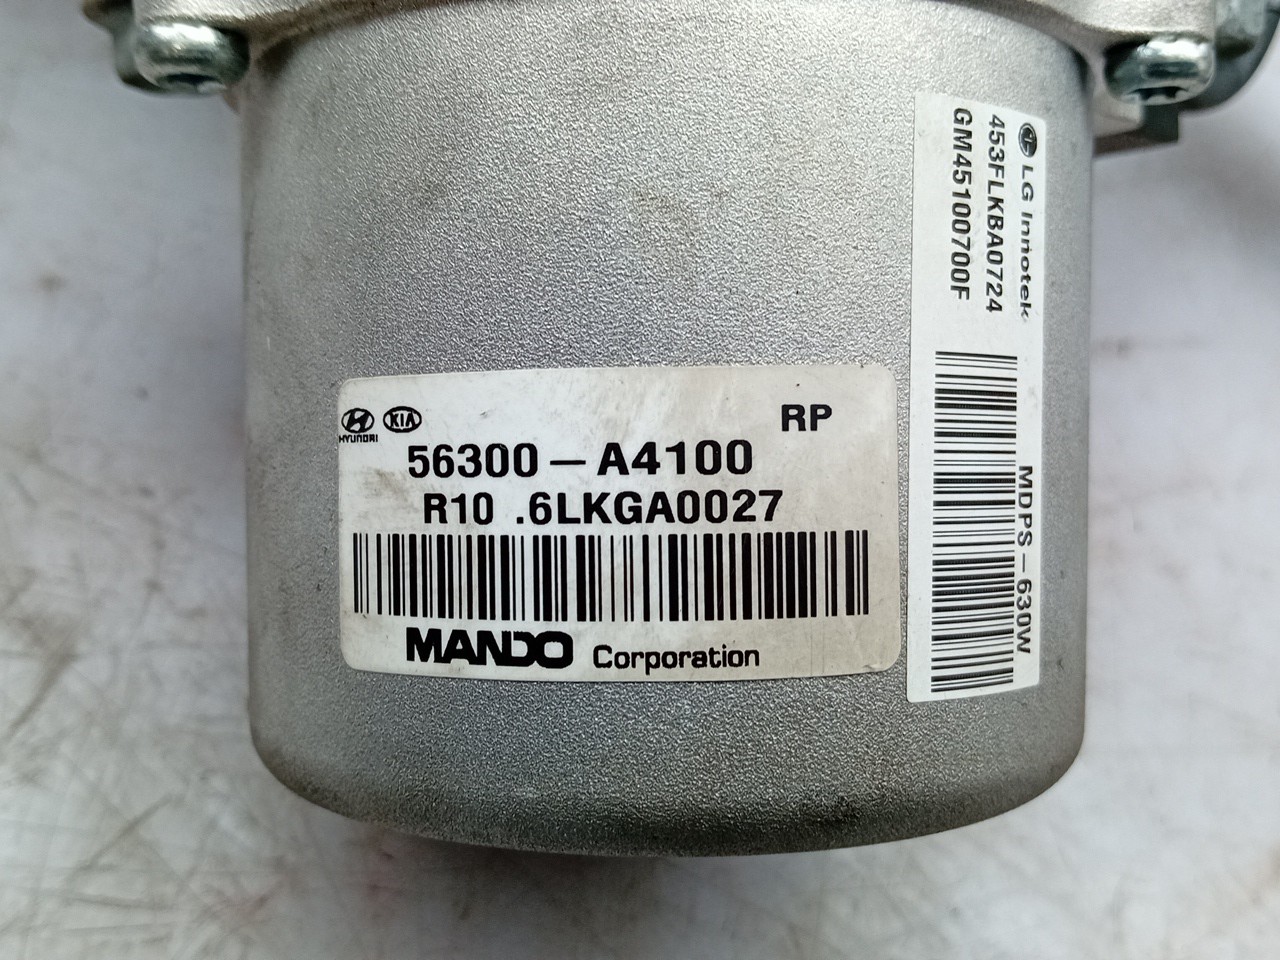 HYUNDAI
KIA
RP
56300-A4100
R10 .6LKGA0027
MANDO Corporation
LG Innotek
453FLKBA0724
GM45100700F
MDPS-630W